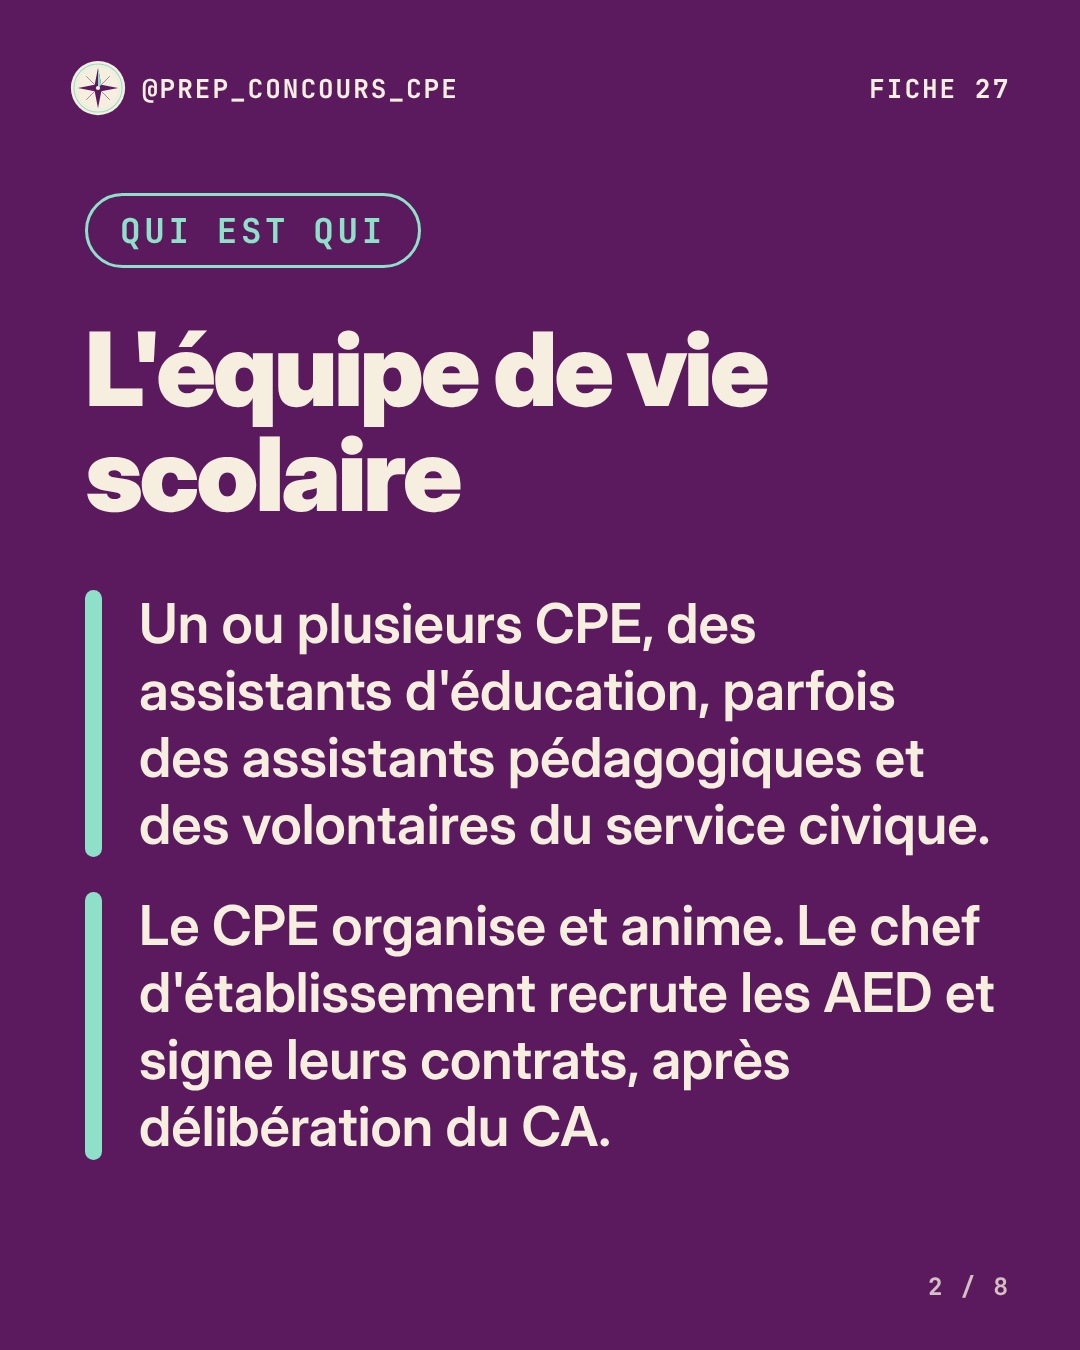 @PREP_CONCOURS_CPE
FICHE 27
QUI EST QUI
L'équipe de vie
scolaire
Un ou plusieurs CPE, des
assistants d'éducation, parfois
des assistants pédagogiques et
des volontaires du service civique.
Le CPE organise et anime. Le chef
d'établissement recrute les AED et
signe leurs contrats, après
délibération du CA.
2 / 8